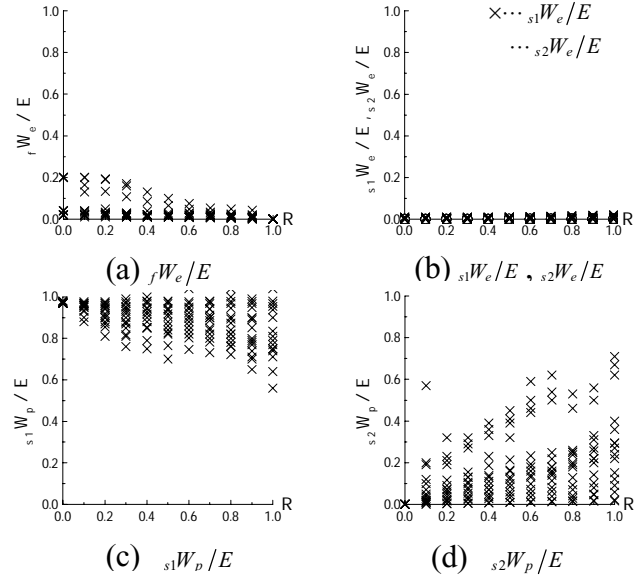 ×··· s1We/E
··· s2We/E
fWe / E
1.0
0.8
0.6
0.4
0.2
0.0
0.0 0.2 0.4 0.6 0.8 1.0 R
(a) fWe/E
s1We / E , s2We / E
1.0
0.8
0.6
0.4
0.2
0.0
0.0 0.2 0.4 0.6 0.8 1.0 R
(b) s1We/E , s2We/E
s1Wp / E
1.0
0.8
0.6
0.4
0.2
0.0
0.0 0.2 0.4 0.6 0.8 1.0 R
(c) s1Wp/E
s2Wp / E
1.0
0.8
0.6
0.4
0.2
0.0
0.0 0.2 0.4 0.6 0.8 1.0 R
(d) s2Wp/E